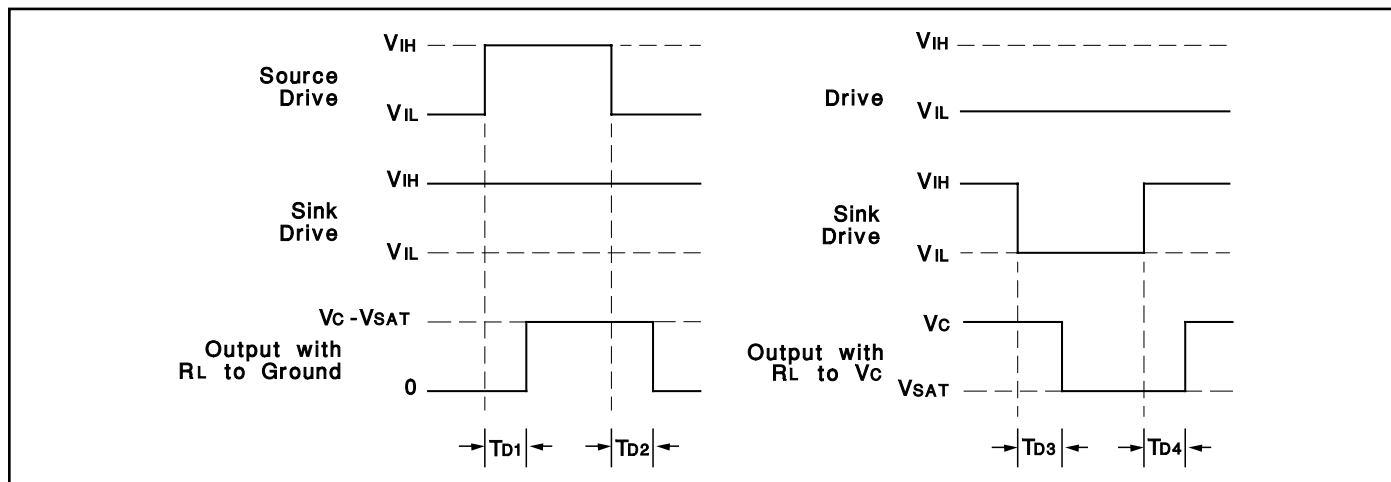 VIH
Source
Drive
VIL
VIH
Sink
Drive
VIL
VC -VSAT
Output with
RL to Ground
0
TD1
TD2
VIH
Drive
VIL
VIH
Sink
Drive
VIL
VC
Output with
RL to VC
VSAT
TD3
TD4